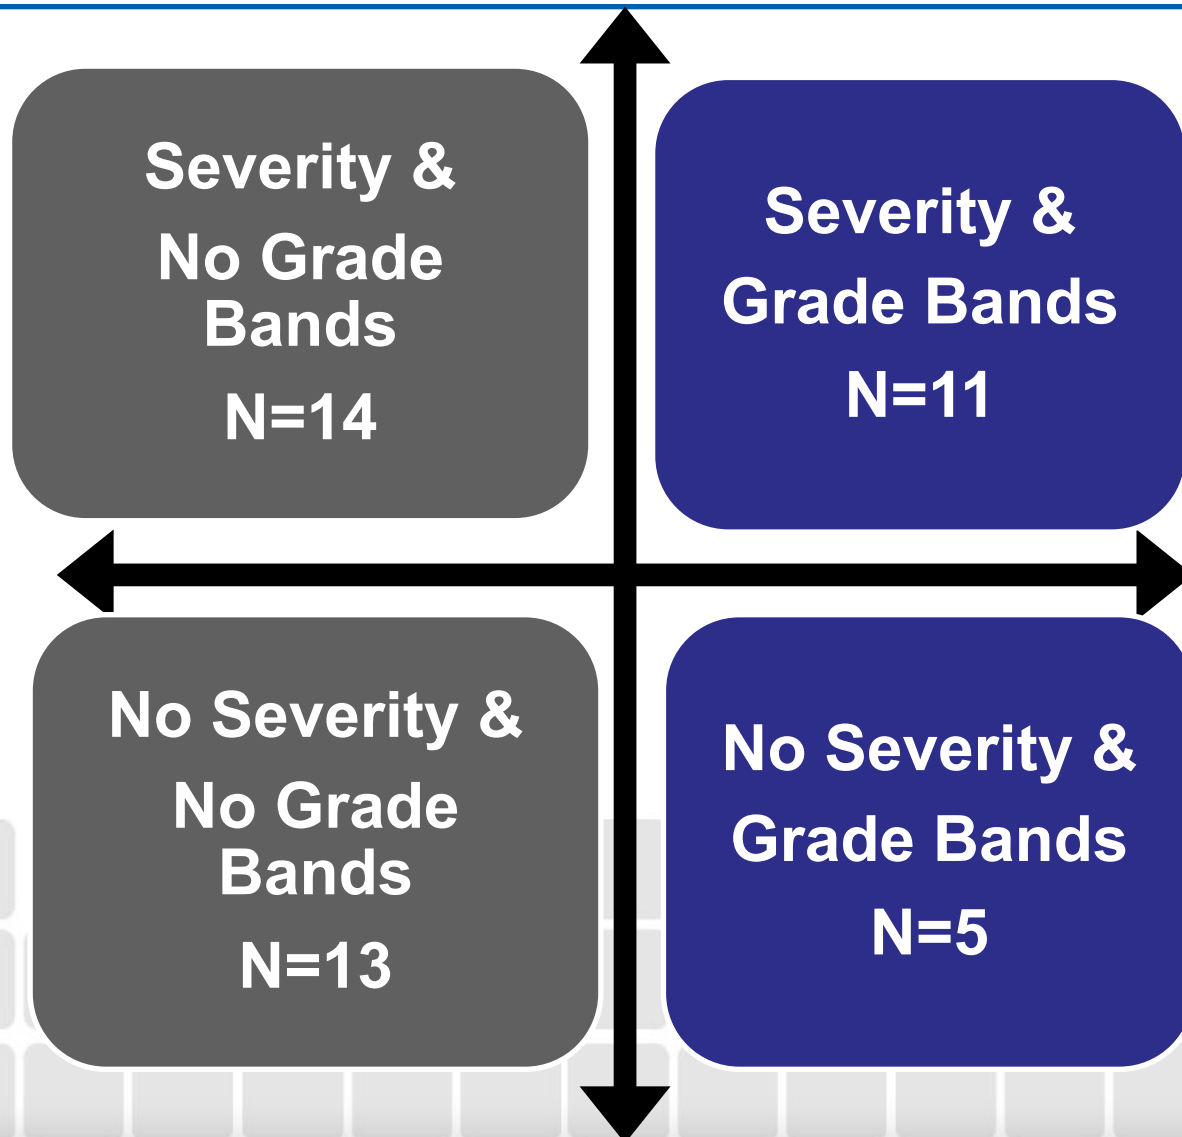 Severity &
No Grade
Bands
N=14
Severity &
Grade Bands
N=11
No Severity &
No Grade
Bands
N=13
No Severity &
Grade Bands
N=5